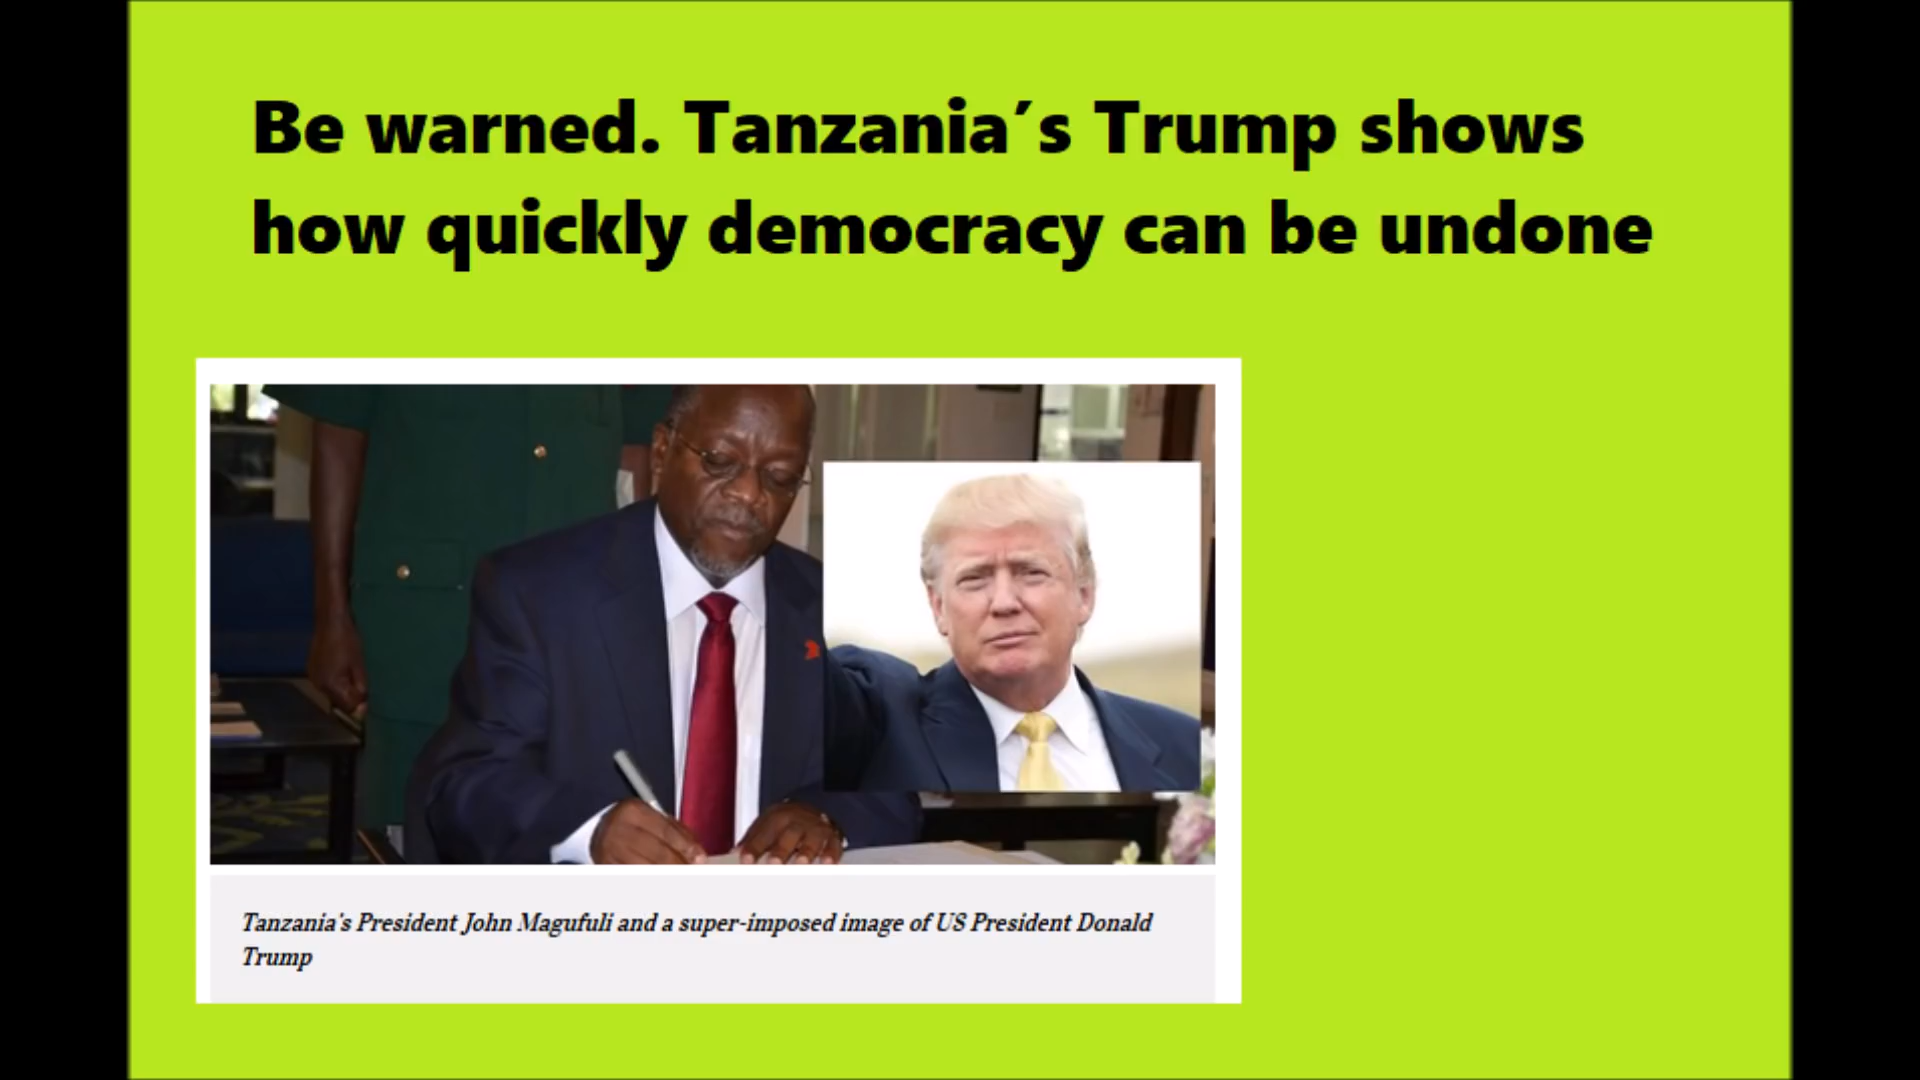 Be warned. Tanzania´s Trump shows
how quickly democracy can be undone
Tanzania's President John Magufuli and a super-imposed image of US President Donald
Trump